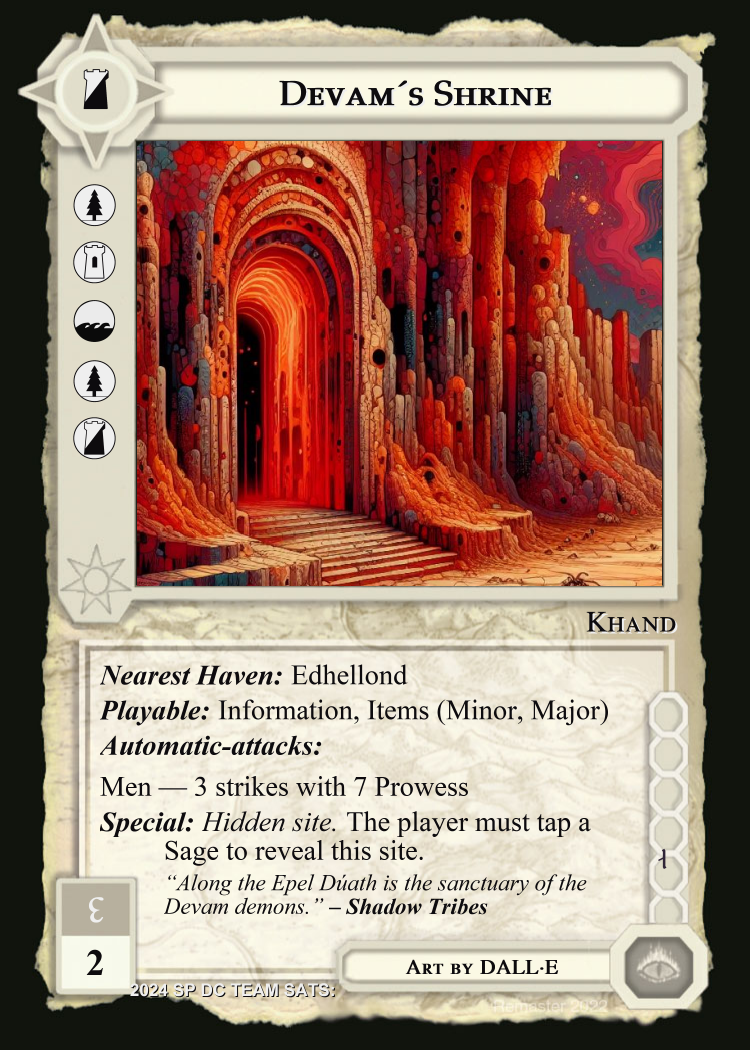 Devam´s Shrine
Khand
Nearest Haven: Edhellond
Playable: Information, Items (Minor, Major)
Automatic-attacks:
Men — 3 strikes with 7 Prowess
Special: Hidden site. The player must tap a
Sage to reveal this site.
“Along the Epel Dúath is the sanctuary of the
Devam demons.” – Shadow Tribes
2
Art by DALL·E
2024 SP DC TEAM SATS:
Remaster 2022